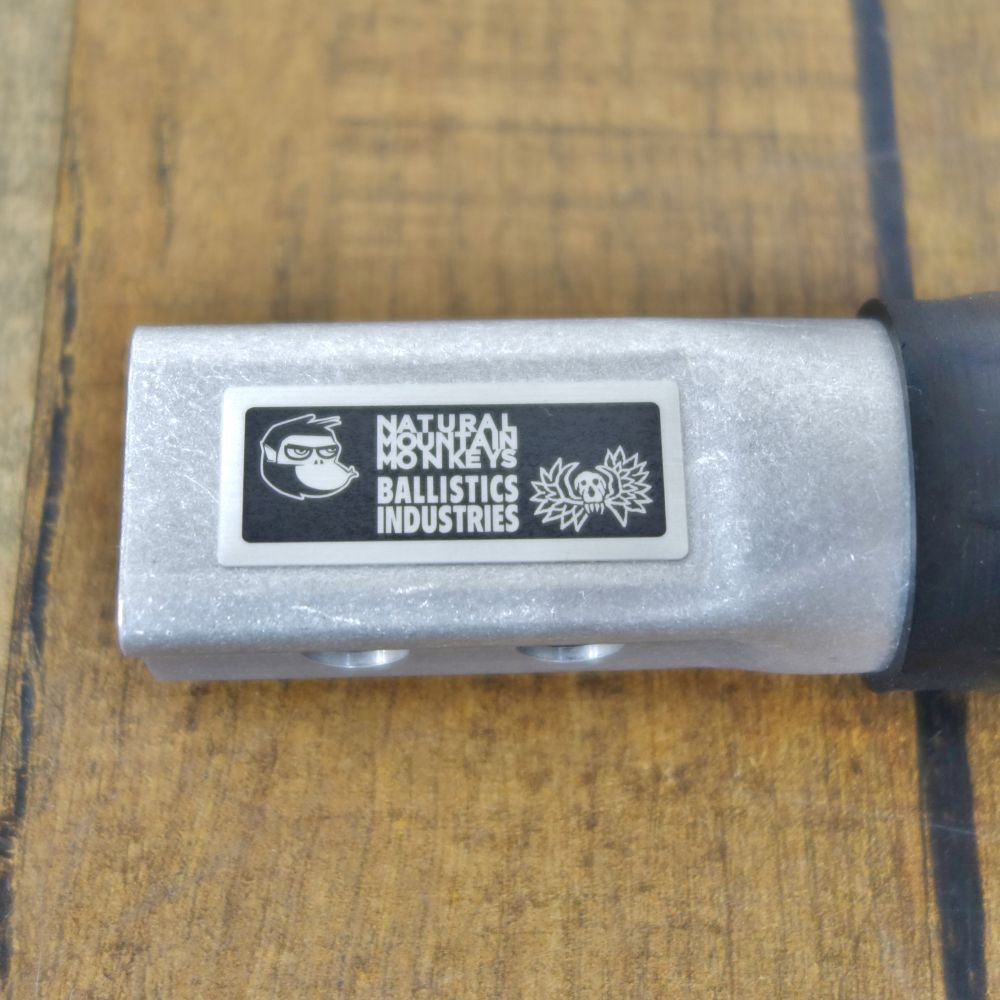 NATURAL
MOUNTAIN
MONKEYS
BALLISTICS
INDUSTRIES